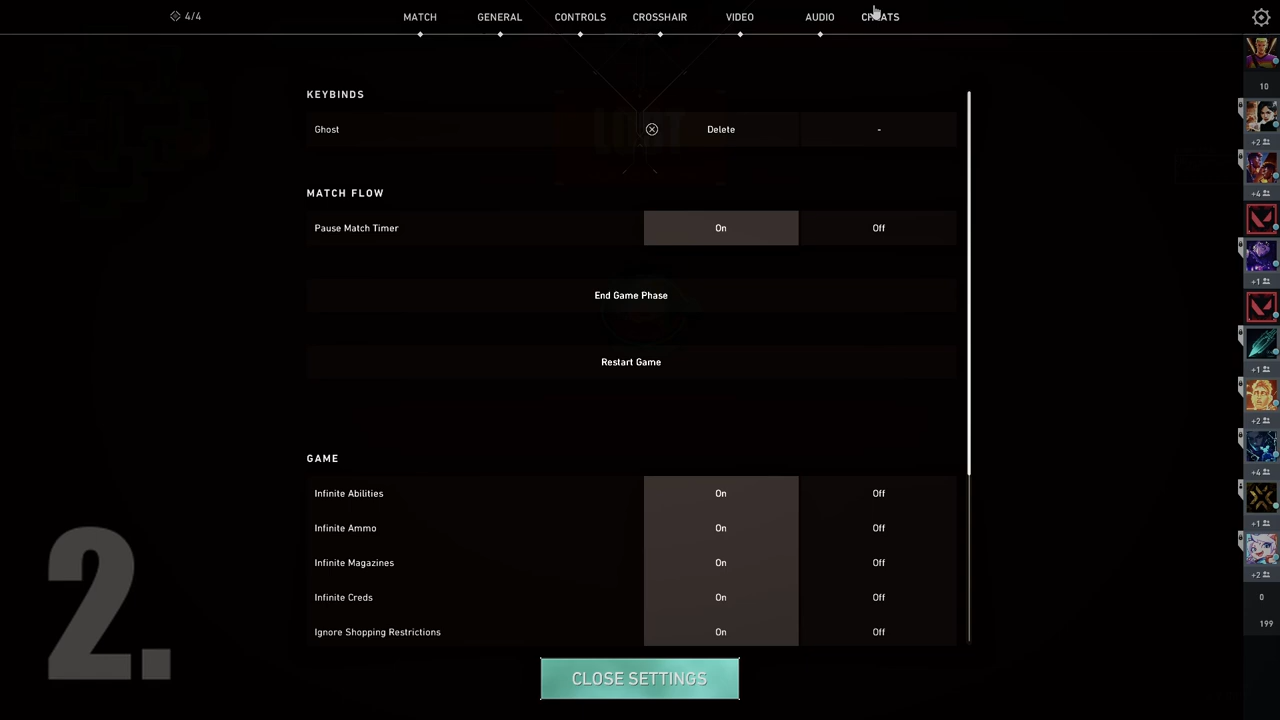 4/4
MATCH GENERAL CONTROLS CROSSHAIR VIDEO AUDIO CHEATS
KEYBINDS
Ghost Delete -
MATCH FLOW
Pause Match Timer On Off
End Game Phase
Restart Game
GAME
Infinite Abilities On Off
Infinite Ammo On Off
Infinite Magazines On Off
Infinite Creds On Off
Ignore Shopping Restrictions On Off
CLOSE SETTINGS
2.
10
+2
+4
+1
+1
+2
+4
+1
+2
0
199